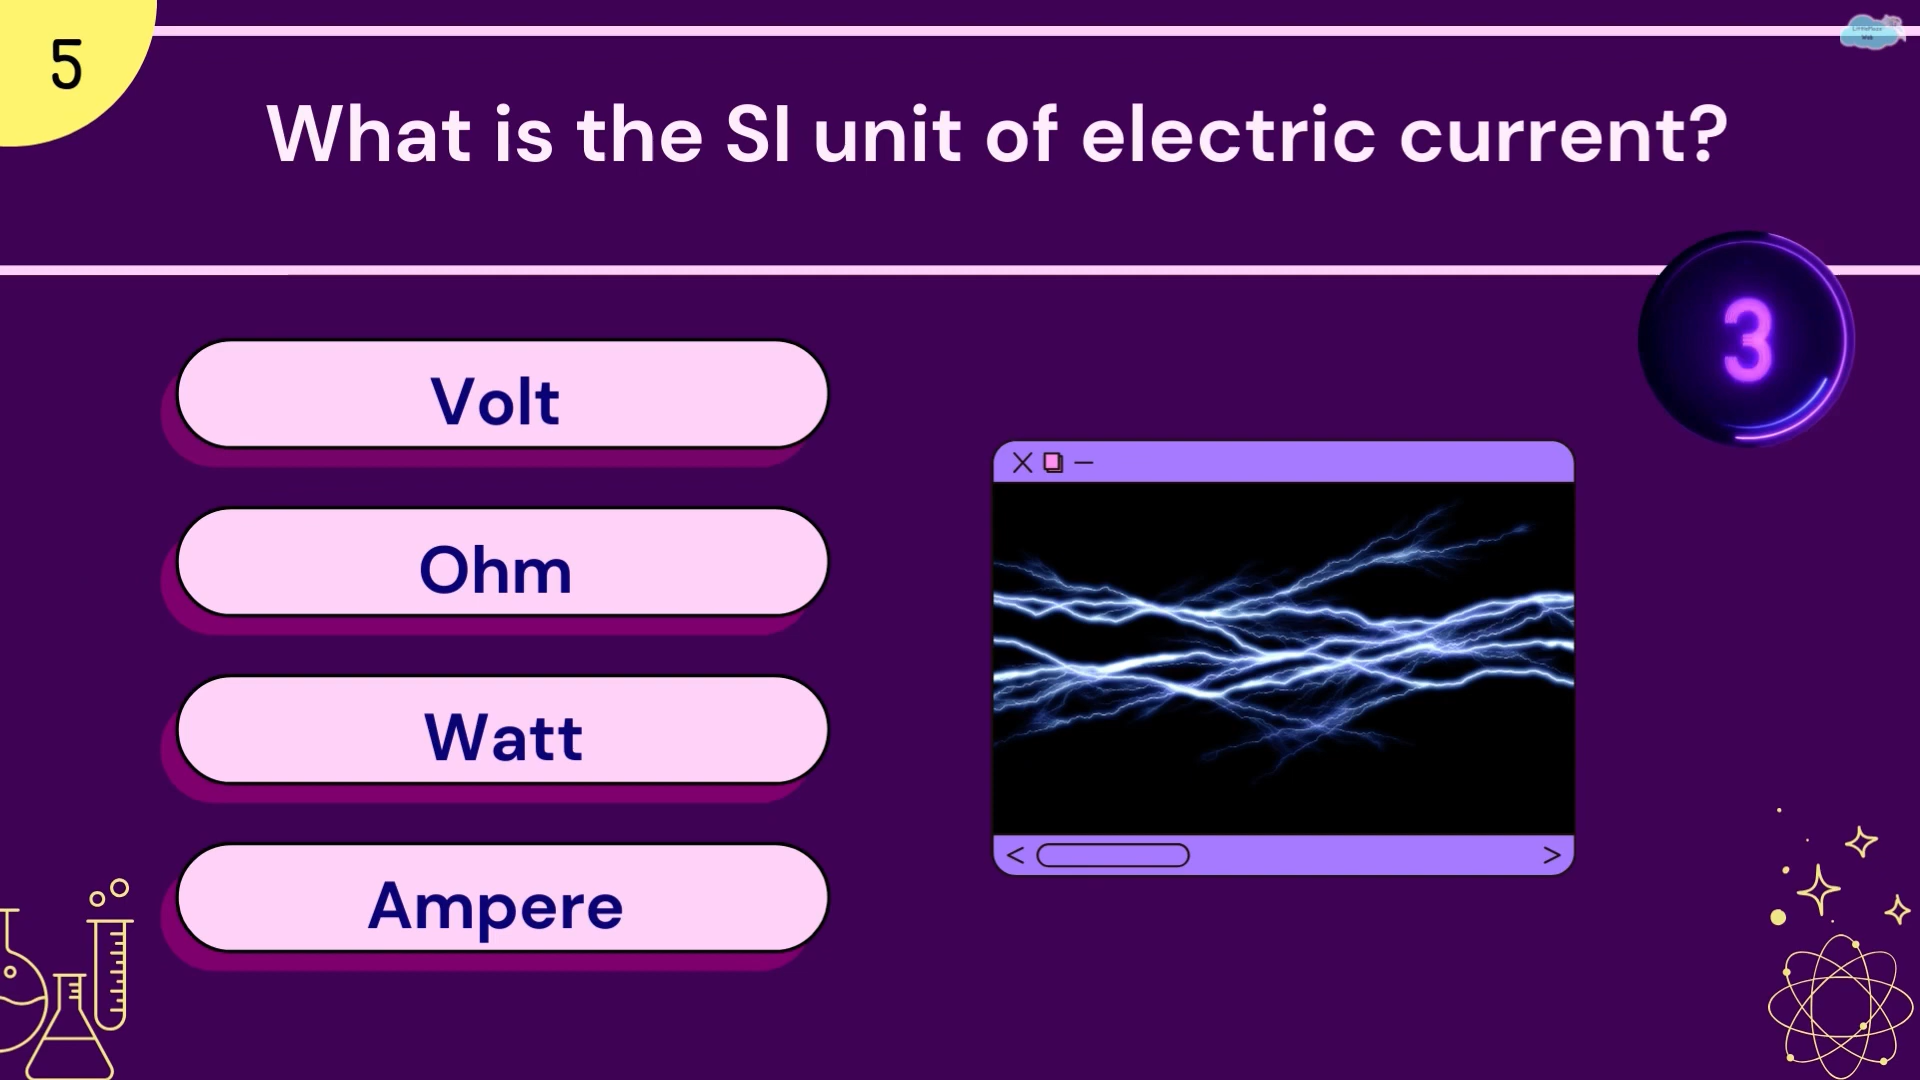 5
What is the SI unit of electric current?
3
Volt
Ohm
Watt
Ampere